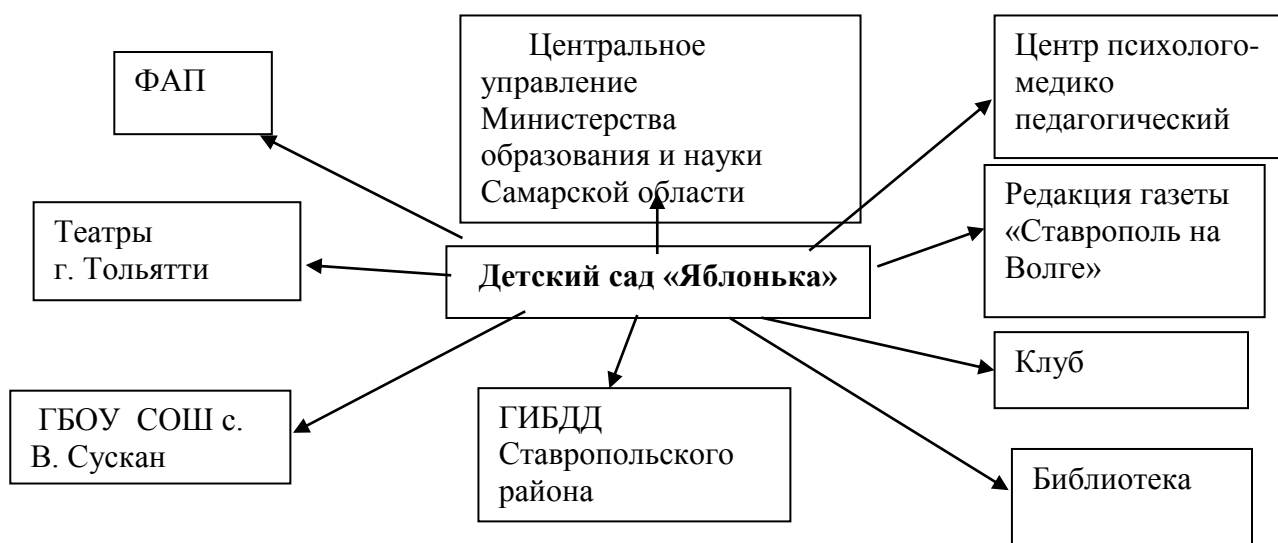 ФАП
Центральное
управление
Министерства
образования и науки
Самарской области
Центр психолого-
медико
педагогический
Театры
г. Тольятти
Детский сад «Яблонька»
Редакция газеты
«Ставрополь на
Волге»
ГБОУ СОШ с.
В. Сускан
ГИБДД
Ставропольского
района
Клуб
Библиотека